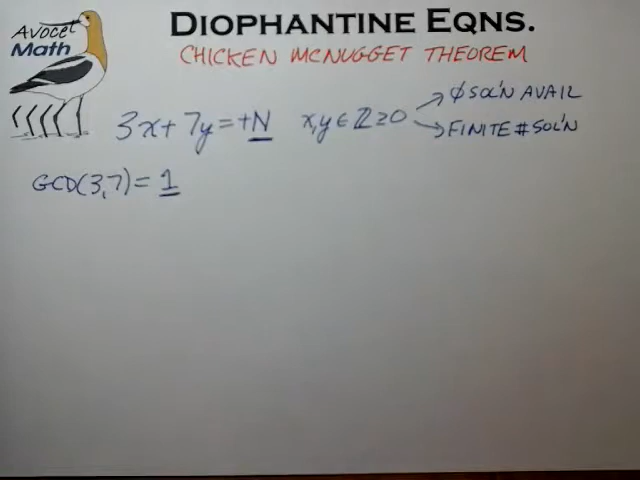 Avocet
Math
DIOPHANTINE EQNS.
CHICKEN MCNUGGET THEOREM
3x+7y=+N x,y∈ℤ≥0
∅ SOL'N AVAIL
FINITE # SOL'N
GCD(3,7)=1